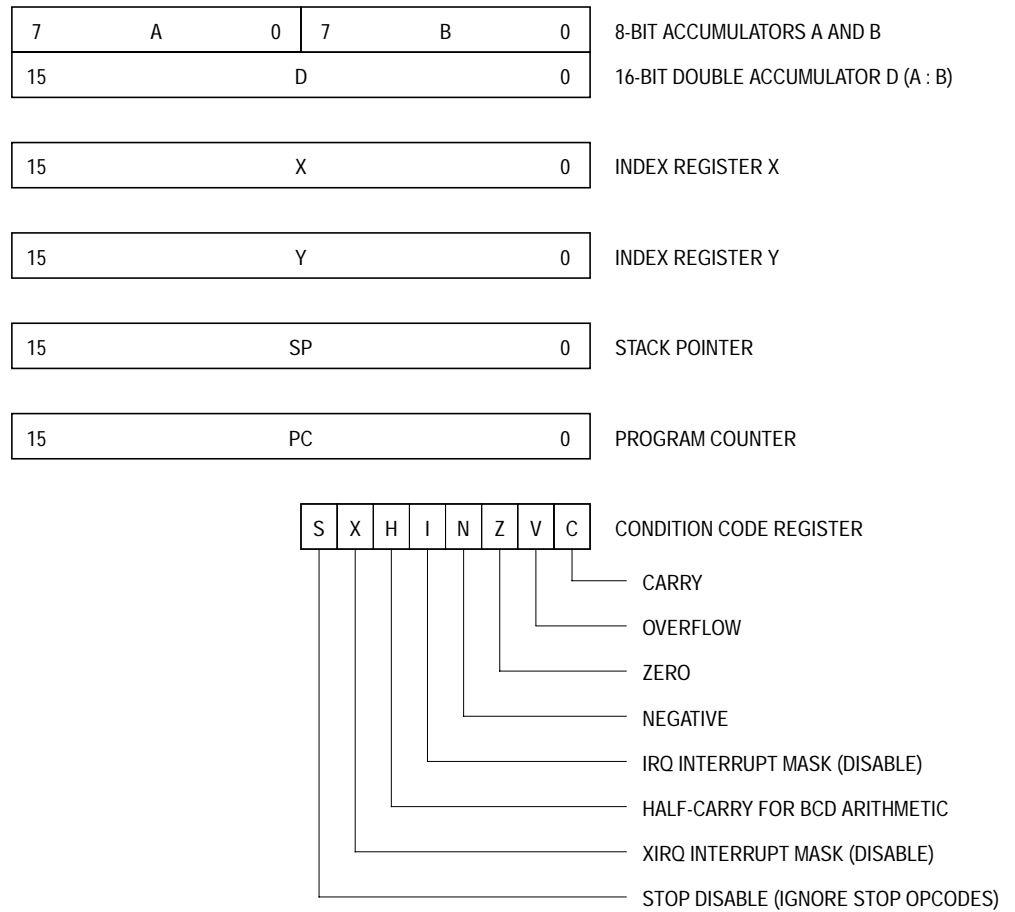 7 A 0 7 B 0 8-BIT ACCUMULATORS A AND B
15 D 0 16-BIT DOUBLE ACCUMULATOR D (A : B)
15 X 0 INDEX REGISTER X
15 Y 0 INDEX REGISTER Y
15 SP 0 STACK POINTER
15 PC 0 PROGRAM COUNTER
S X H I N Z V C CONDITION CODE REGISTER
CARRY
OVERFLOW
ZERO
NEGATIVE
IRQ INTERRUPT MASK (DISABLE)
HALF-CARRY FOR BCD ARITHMETIC
XIRQ INTERRUPT MASK (DISABLE)
STOP DISABLE (IGNORE STOP OPCODES)